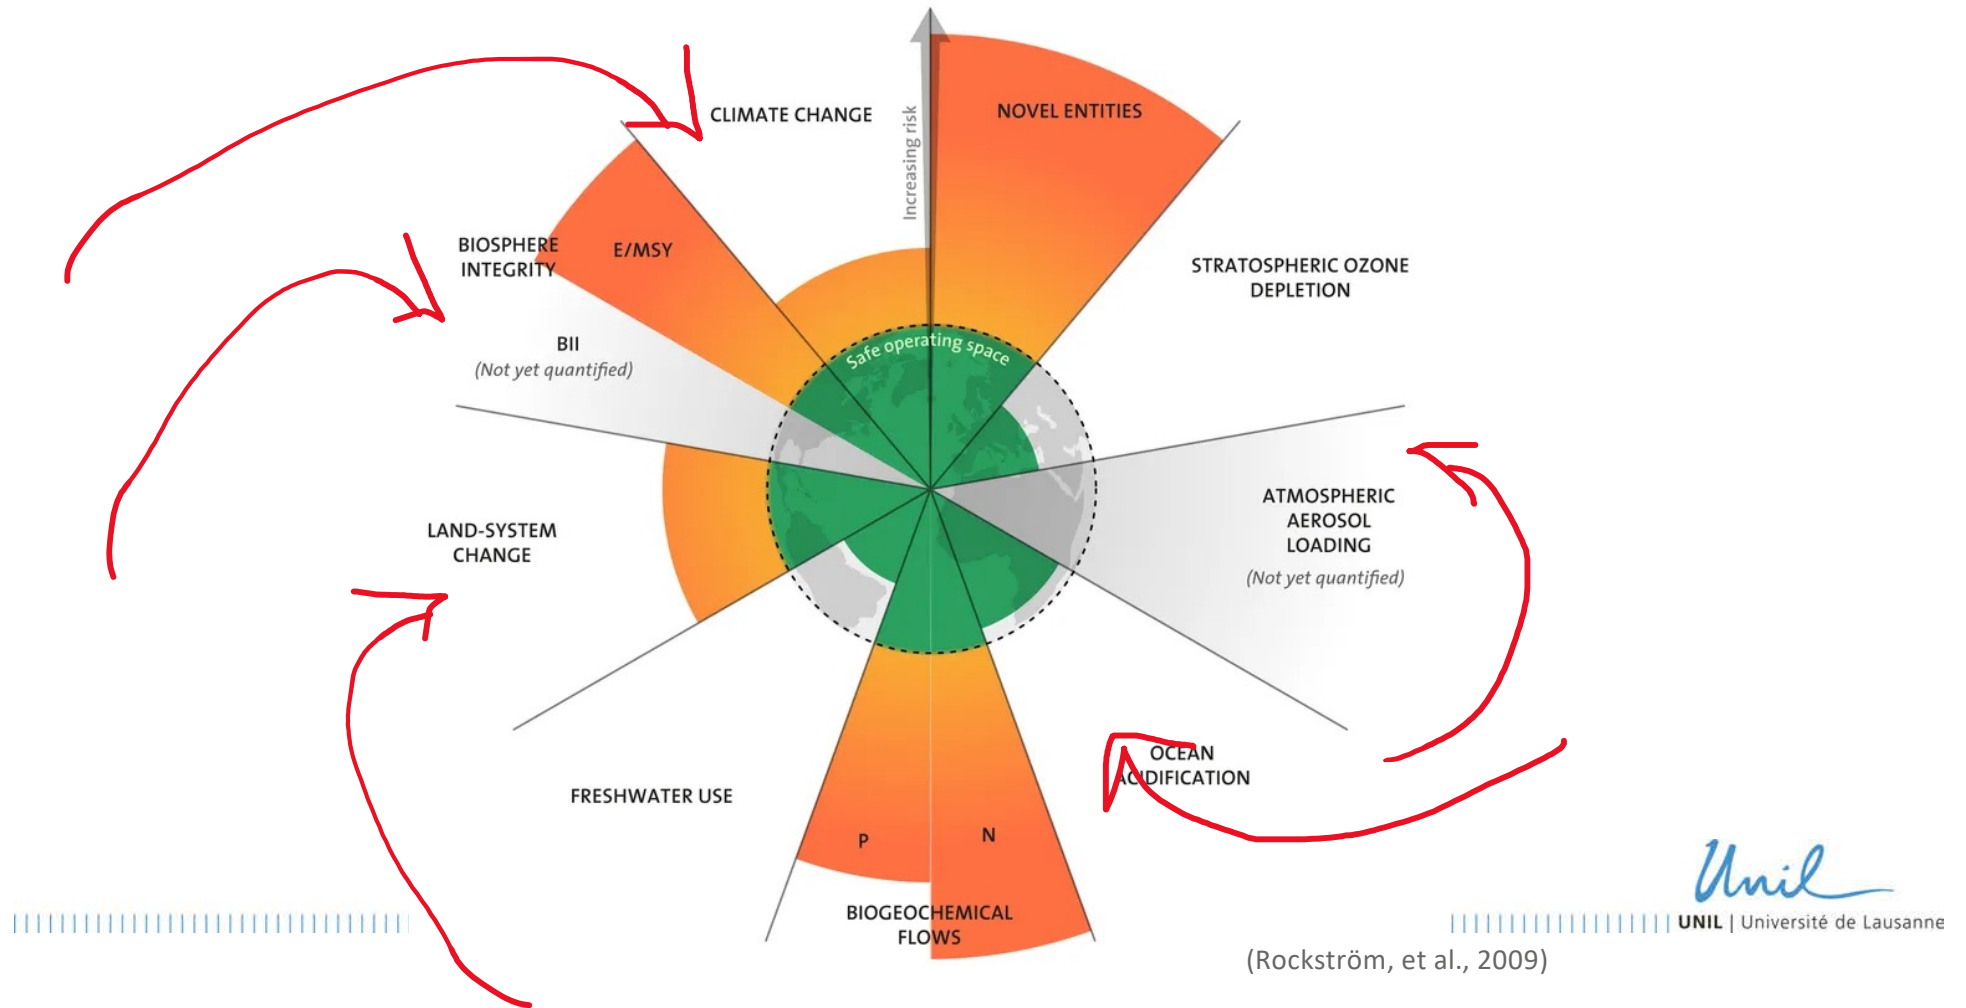 CLIMATE CHANGE
Increasing risk
NOVEL ENTITIES
BIOSPHERE
INTEGRITY
E/MSY
STRATOSPHERIC OZONE
DEPLETION
BII
(Not yet quantified)
Safe operating space
LAND-SYSTEM
CHANGE
ATMOSPHERIC
AEROSOL
LOADING
(Not yet quantified)
OCEAN
ACIDIFICATION
FRESHWATER USE
P
N
BIOGEOCHEMICAL
FLOWS
Unil
UNIL | Université de Lausanne
(Rockström, et al., 2009)